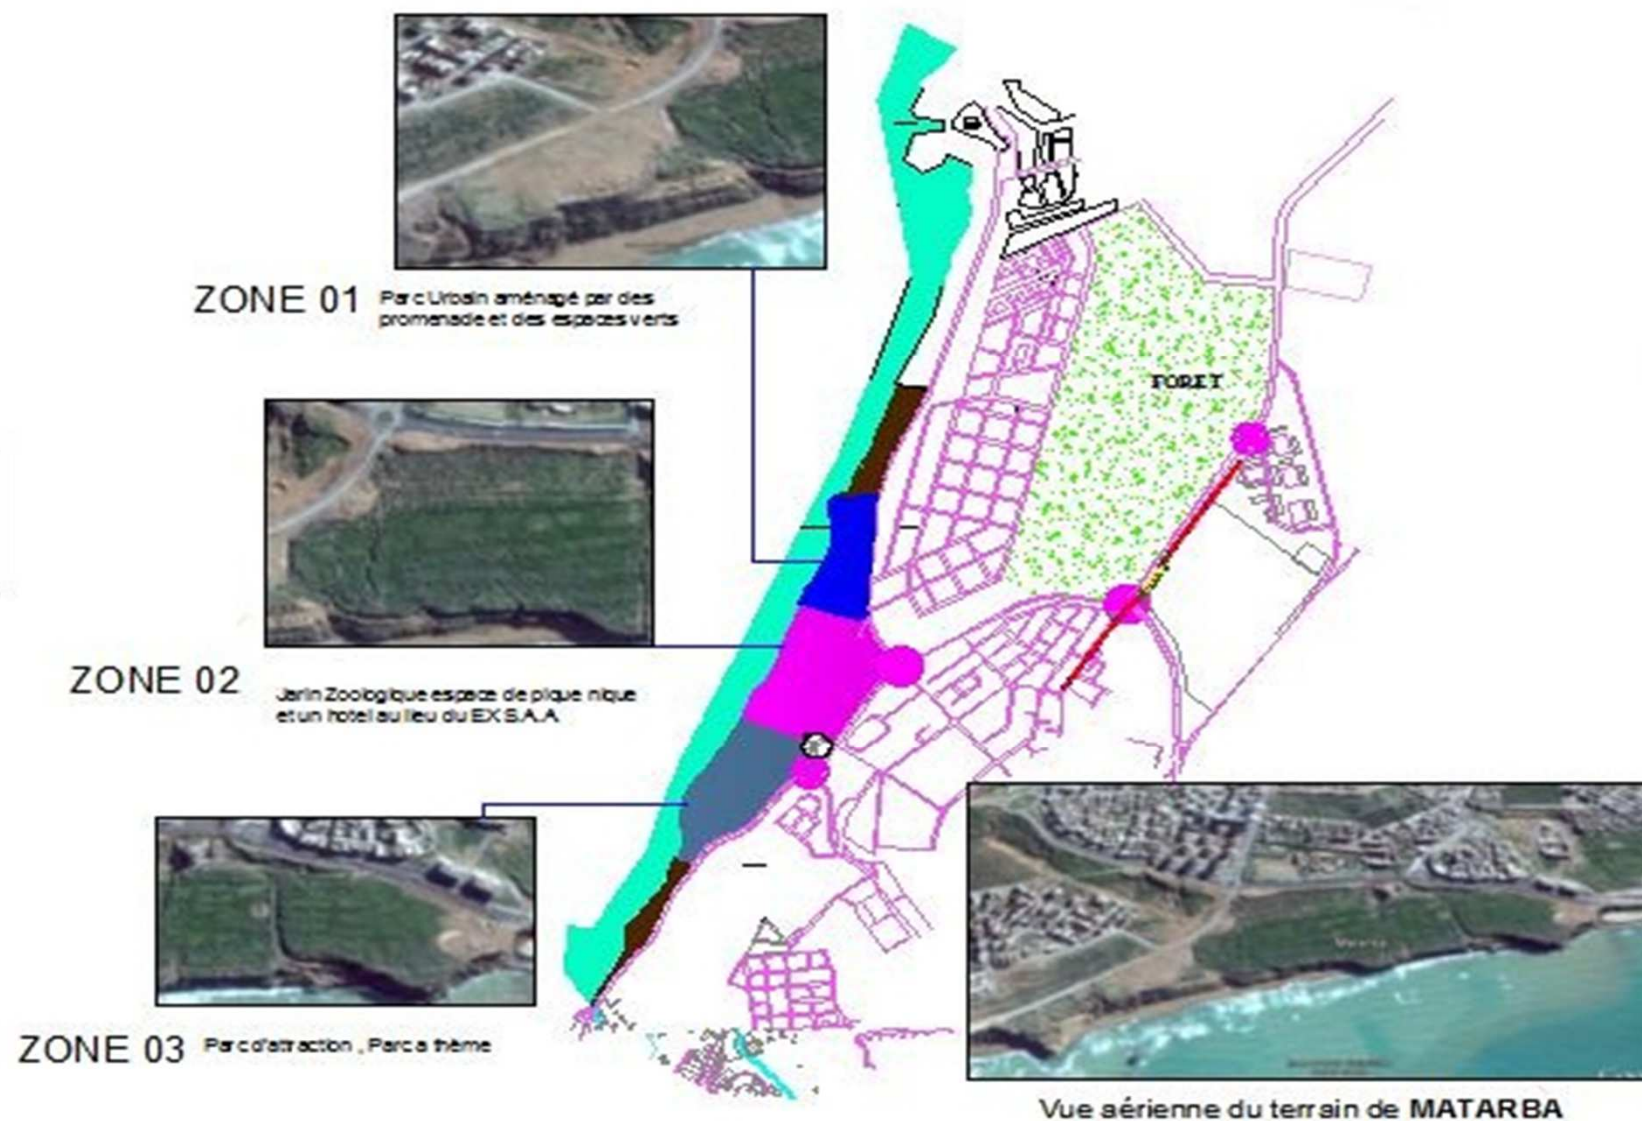 ZONE 01
Parc Urbain aménagé par des
promenade et des espaces verts
FORET
ZONE 02
Jarin Zoologique espace de pique nique
et un hotel au lieu du EX S.A.A
ZONE 03
Parc d'attraction , Parc a thème
Vue aérienne du terrain de MATARBA